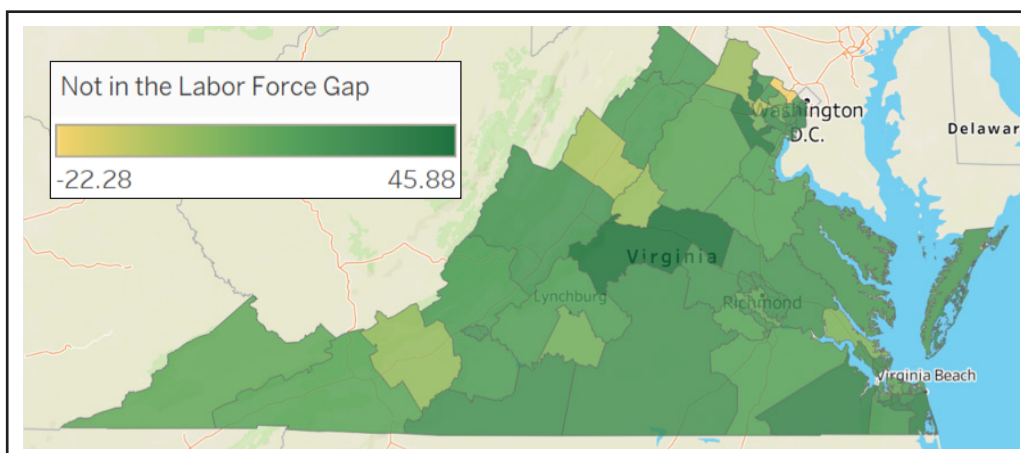 Not in the Labor Force Gap
-22.28 45.88
Washington
D.C.
Delawar
Virginia
Lynchburg
Richmond
Virginia Beach